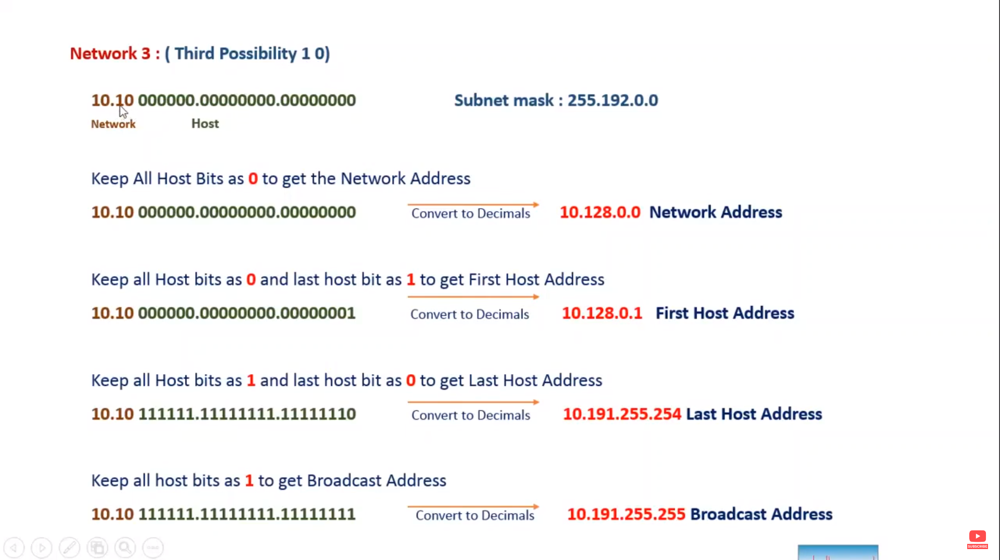 Network 3 : ( Third Possibility 1 0)
10.10 000000.00000000.00000000 Subnet mask : 255.192.0.0
Network Host
Keep All Host Bits as 0 to get the Network Address
10.10 000000.00000000.00000000 Convert to Decimals 10.128.0.0 Network Address
Keep all Host bits as 0 and last host bit as 1 to get First Host Address
10.10 000000.00000000.00000001 Convert to Decimals 10.128.0.1 First Host Address
Keep all Host bits as 1 and last host bit as 0 to get Last Host Address
10.10 111111.11111111.11111110 Convert to Decimals 10.191.255.254 Last Host Address
Keep all host bits as 1 to get Broadcast Address
10.10 111111.11111111.11111111 Convert to Decimals 10.191.255.255 Broadcast Address
SUBSCRIBE